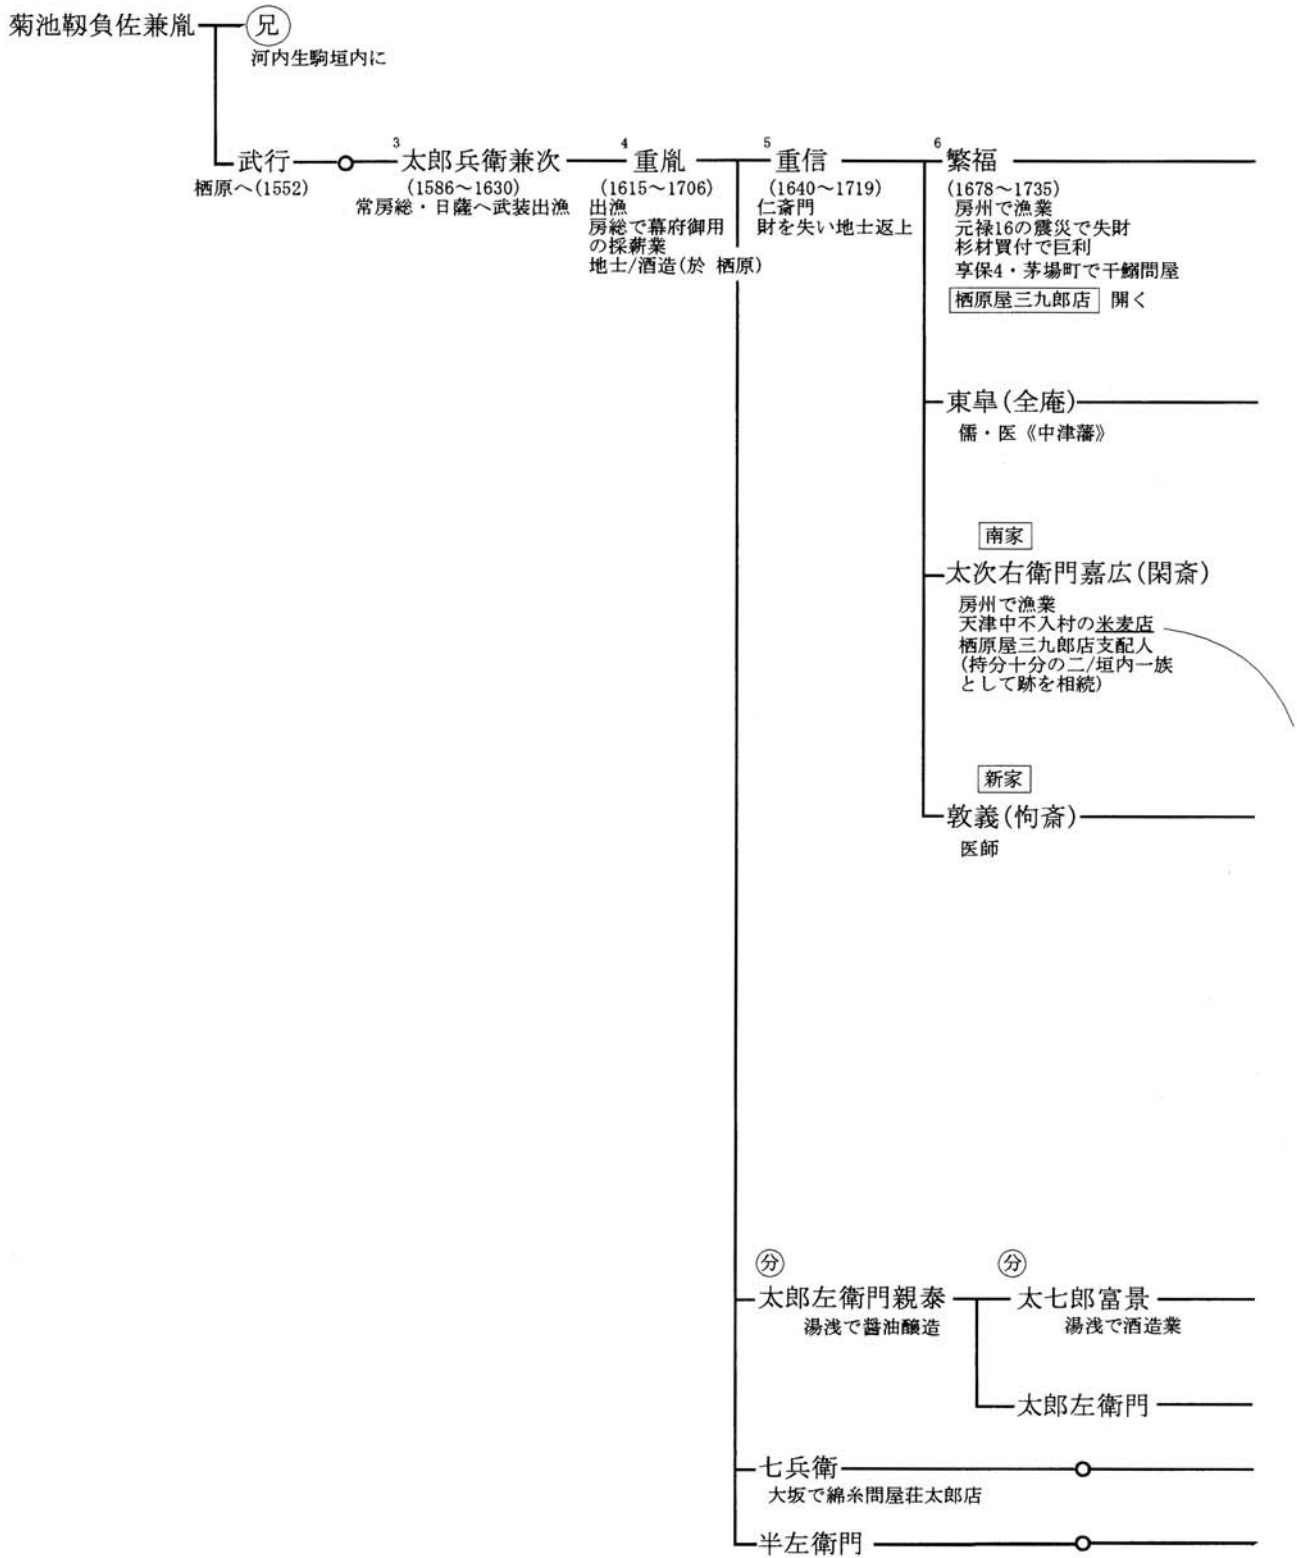 菊池靱負佐兼胤
兄
河内生駒垣内に
武行
栖原へ(1552)
3
太郎兵衛兼次
(1586～1630)
常房総・日薩へ武装出漁
4
重胤
(1615～1706)
出漁
房総で幕府御用
の採薪業
地士/酒造(於 栖原)
5
重信
(1640～1719)
仁斎門
財を失い地士返上
6
繁福
(1678～1735)
房州で漁業
元禄16の震災で失財
杉材買付で巨利
享保4・茅場町で干鰯問屋
栖原屋三九郎店 開く
東皐(全庵)
儒・医《中津藩》
南家
太次右衛門嘉広(閑斎)
房州で漁業
天津中不入村の米麦店
栖原屋三九郎店支配人
(持分十分の二/垣内一族
として跡を相続)
新家
敦義(恂斎)
医師
分
太郎左衛門親泰
湯浅で醤油醸造
分
太七郎富景
湯浅で酒造業
太郎左衛門
七兵衛
大坂で綿糸問屋荘太郎店
半左衛門